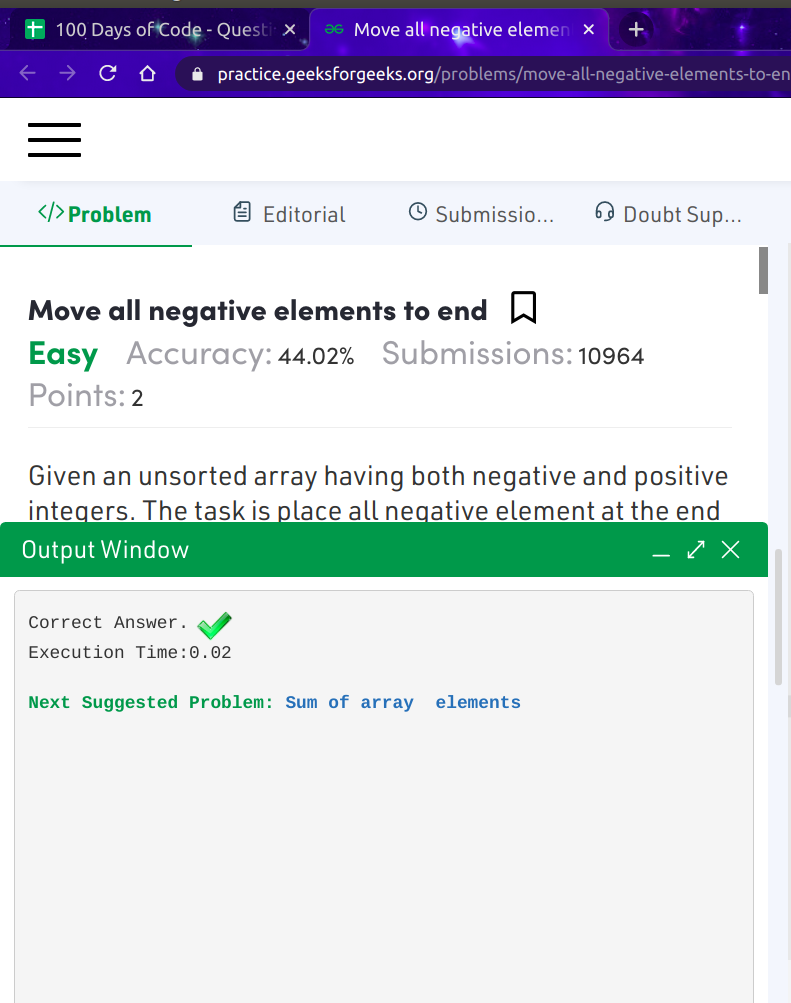 100 Days of Code - Questi
Move all negative elemen
practice.geeksforgeeks.org/problems/move-all-negative-elements-to-en
</> Problem
Editorial
Submissio...
Doubt Sup...
Move all negative elements to end
Easy Accuracy: 44.02% Submissions: 10964
Points: 2
Given an unsorted array having both negative and positive
integers. The task is place all negative element at the end
Output Window
Correct Answer.
Execution Time:0.02
Next Suggested Problem: Sum of array elements